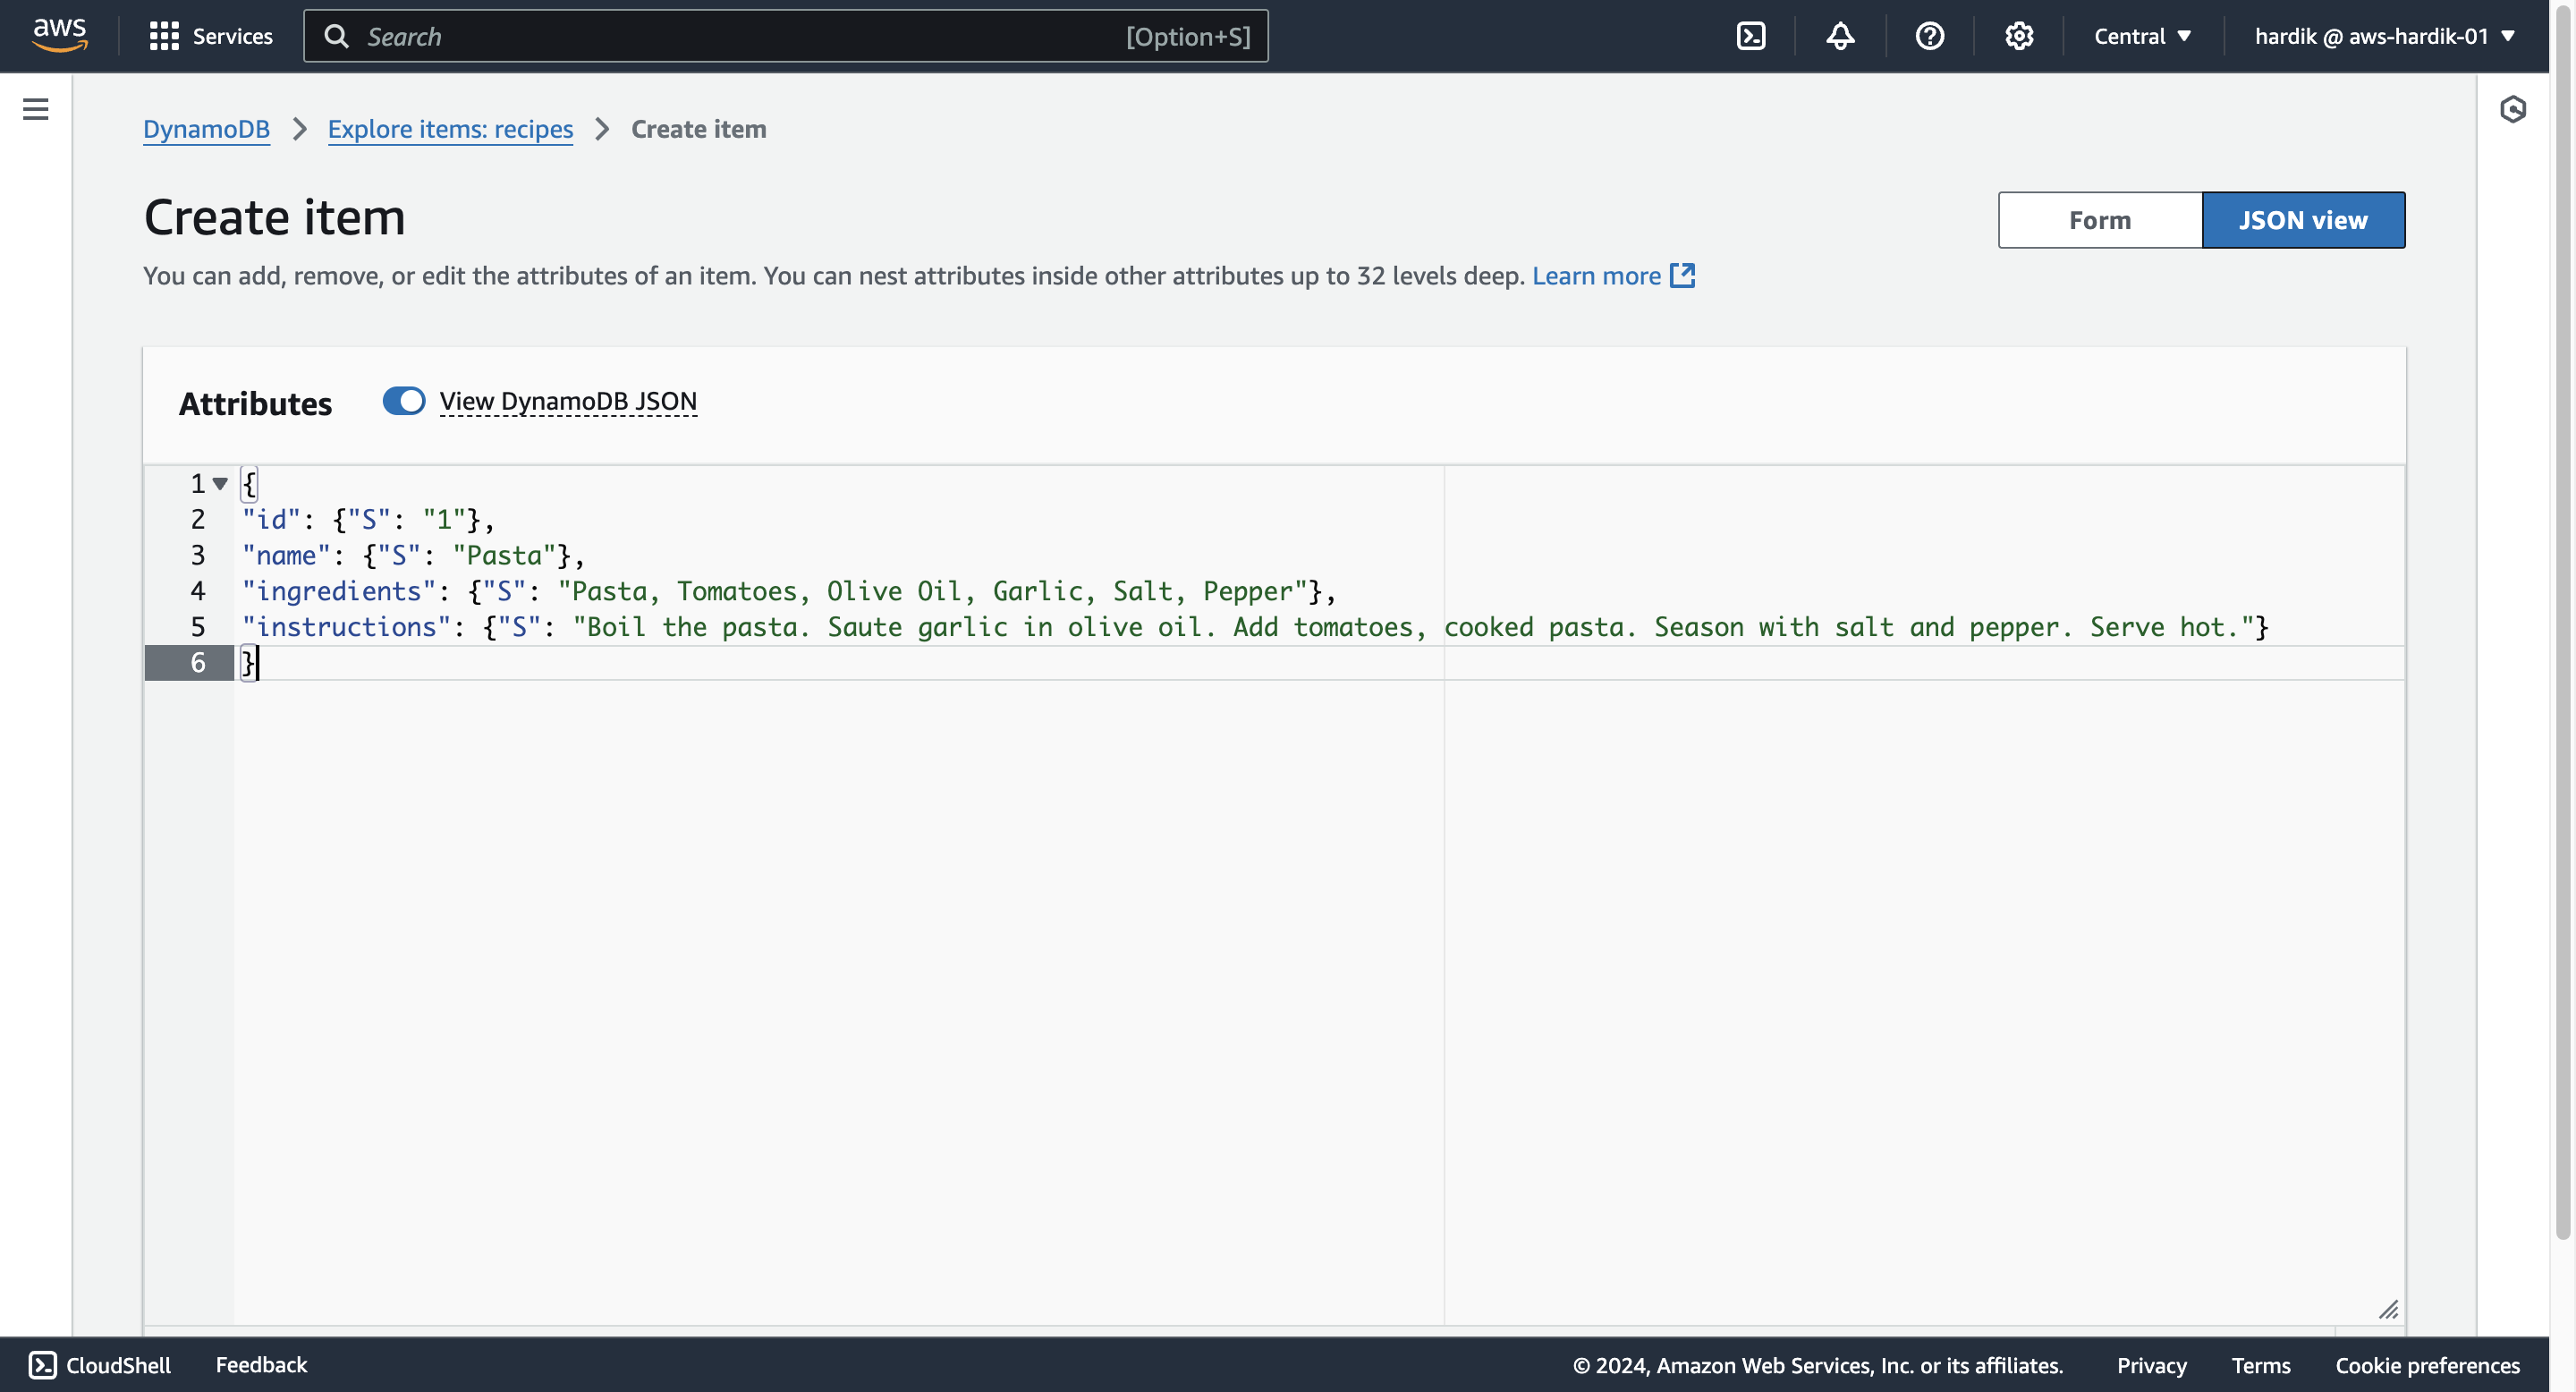 aws
Services
Search [Option+S]
Central
hardik @ aws-hardik-01
DynamoDB > Explore items: recipes > Create item
Create item
Form
JSON view
You can add, remove, or edit the attributes of an item. You can nest attributes inside other attributes up to 32 levels deep. Learn more
Attributes
View DynamoDB JSON
1 {
2 "id": {"S": "1"},
3 "name": {"S": "Pasta"},
4 "ingredients": {"S": "Pasta, Tomatoes, Olive Oil, Garlic, Salt, Pepper"},
5 "instructions": {"S": "Boil the pasta. Saute garlic in olive oil. Add tomatoes, cooked pasta. Season with salt and pepper. Serve hot."}
6 }
CloudShell
Feedback
© 2024, Amazon Web Services, Inc. or its affiliates.
Privacy
Terms
Cookie preferences